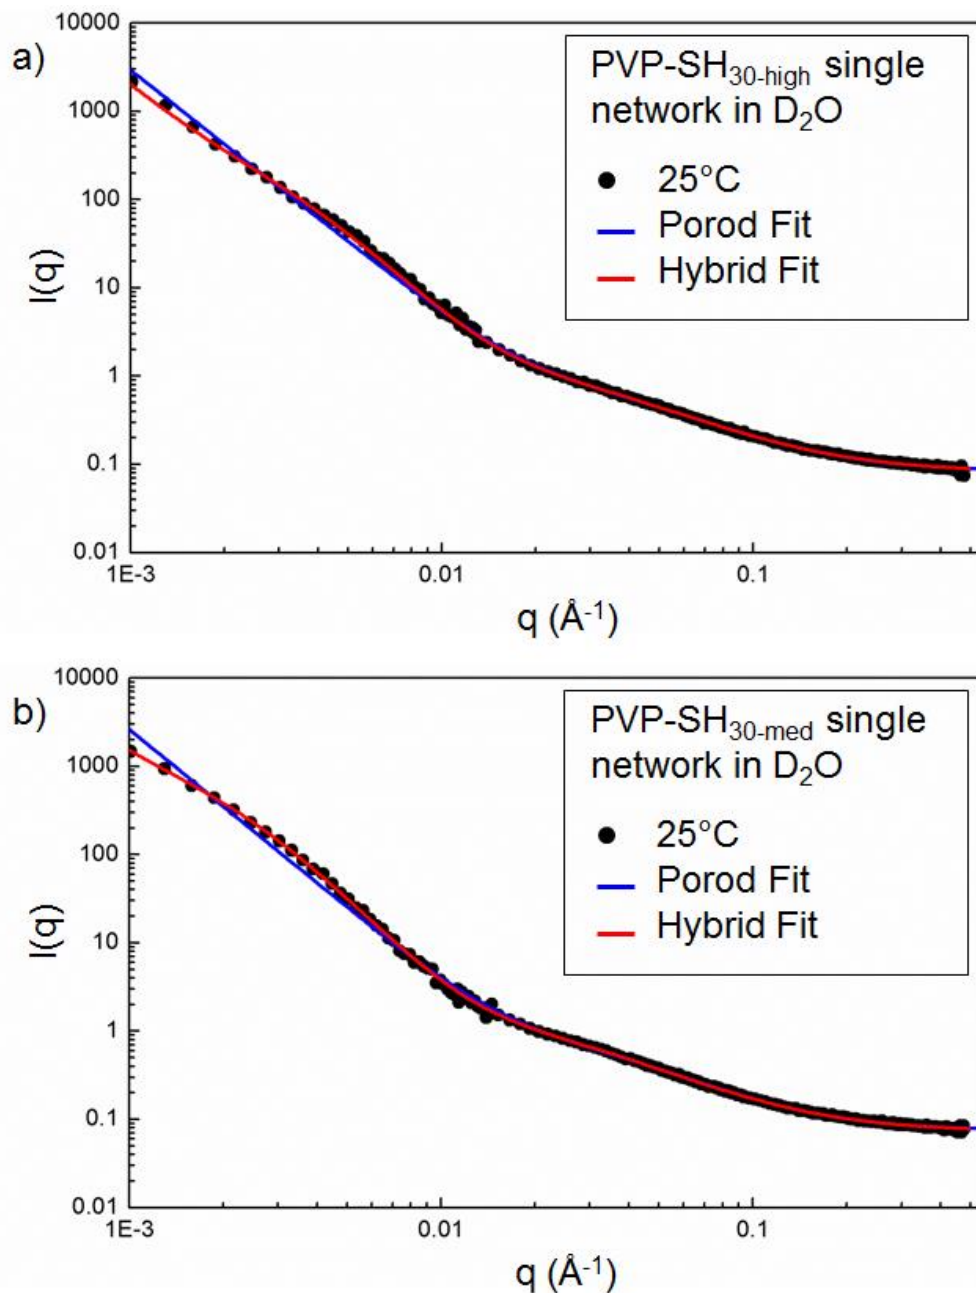 a)
10000
1000
100
10
1
0.1
0.01
I(q)
1E-3
0.01
0.1
q (Å⁻¹)
PVP-SH₃₀₋ₕᵢgₕ single
network in D₂O
25°C
Porod Fit
Hybrid Fit
b)
10000
1000
100
10
1
0.1
0.01
I(q)
1E-3
0.01
0.1
q (Å⁻¹)
PVP-SH₃₀₋ₘₑd single
network in D₂O
25°C
Porod Fit
Hybrid Fit